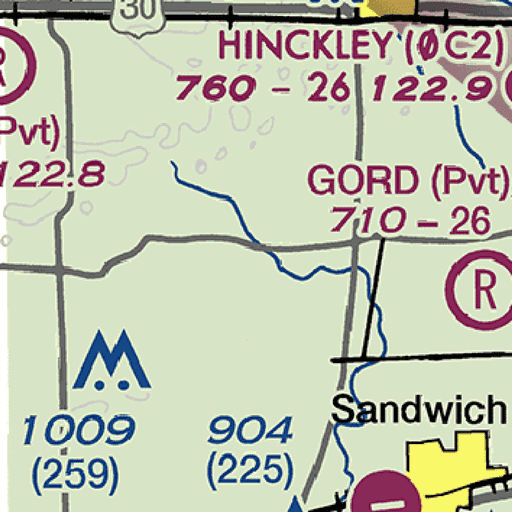 30
HINCKLEY (0C2)
760 – 26 122.9
Pvt)
122.8
GORD (Pvt)
710 – 26
R
Sandwich
1009
(259)
904
(225)